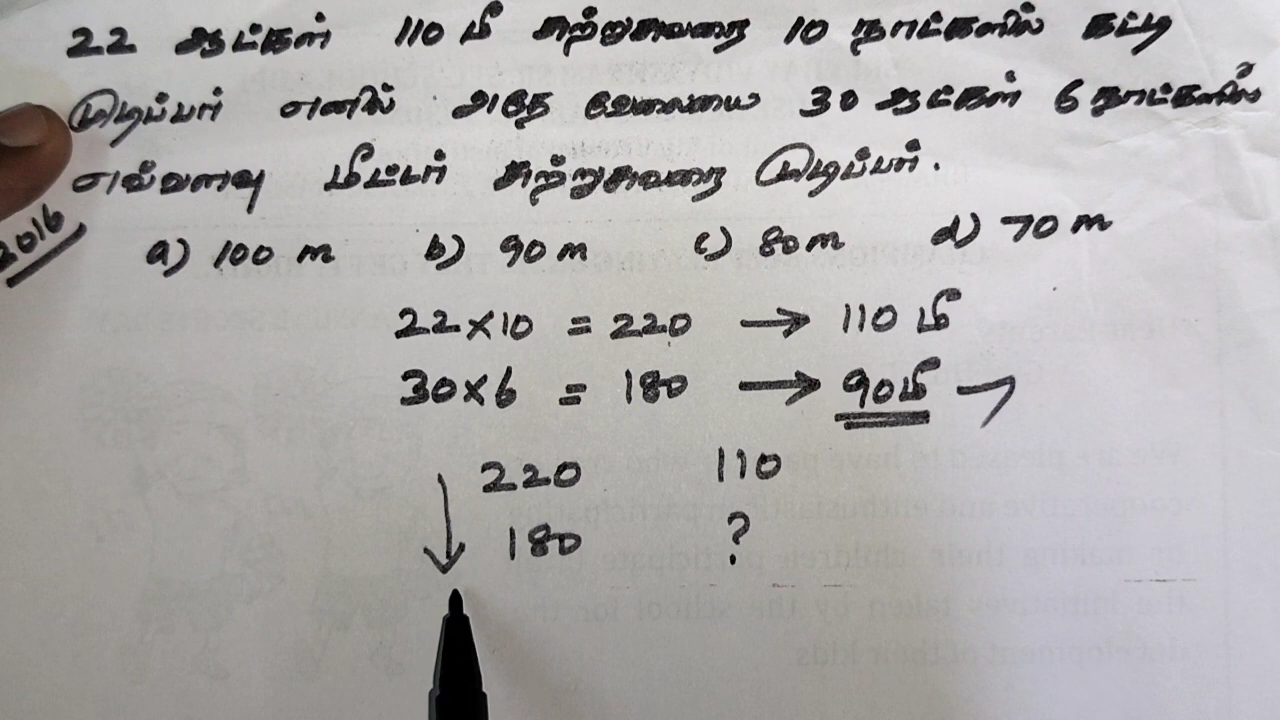 22 ஆட்கள் 110 மீ சுற்றுசுவரை 10 நாட்களில் கட்டி
முடிப்பர் எனில் அதே வேலையை 30 ஆட்கள் 6 நாட்களில்
எவ்வளவு மீட்டர் சுற்றுசுவரை முடிப்பர்.
2016
a) 100 m b) 90 m c) 80 m d) 70 m
22 × 10 = 220 → 110 மீ
30 × 6 = 180 → 90 மீ
220 110
180 ?